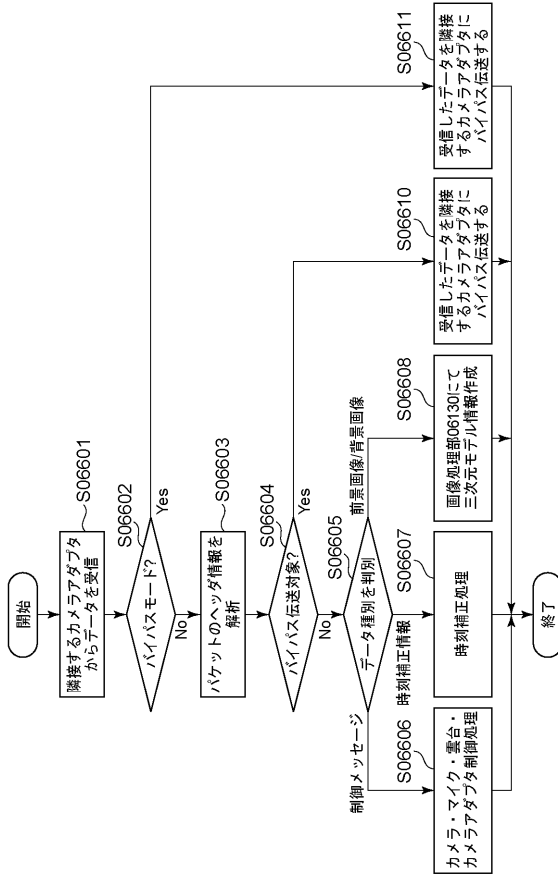 開始
S06601
隣接するカメラアダプタ
からデータを受信
S06602
バイパスモード?
Yes
No
S06603
パケットのヘッダ情報を
解析
S06604
バイパス伝送対象?
Yes
No
S06605
データ種別を判別
制御メッセージ
時刻補正情報
前景画像/背景画像
S06606
カメラ・マイク・雲台・
カメラアダプタ制御処理
S06607
時刻補正処理
S06608
画像処理部06130にて
三次元モデル情報作成
S06610
受信したデータを隣接
するカメラアダプタに
バイパス伝送する
S06611
受信したデータを隣接
するカメラアダプタに
バイパス伝送する
終了